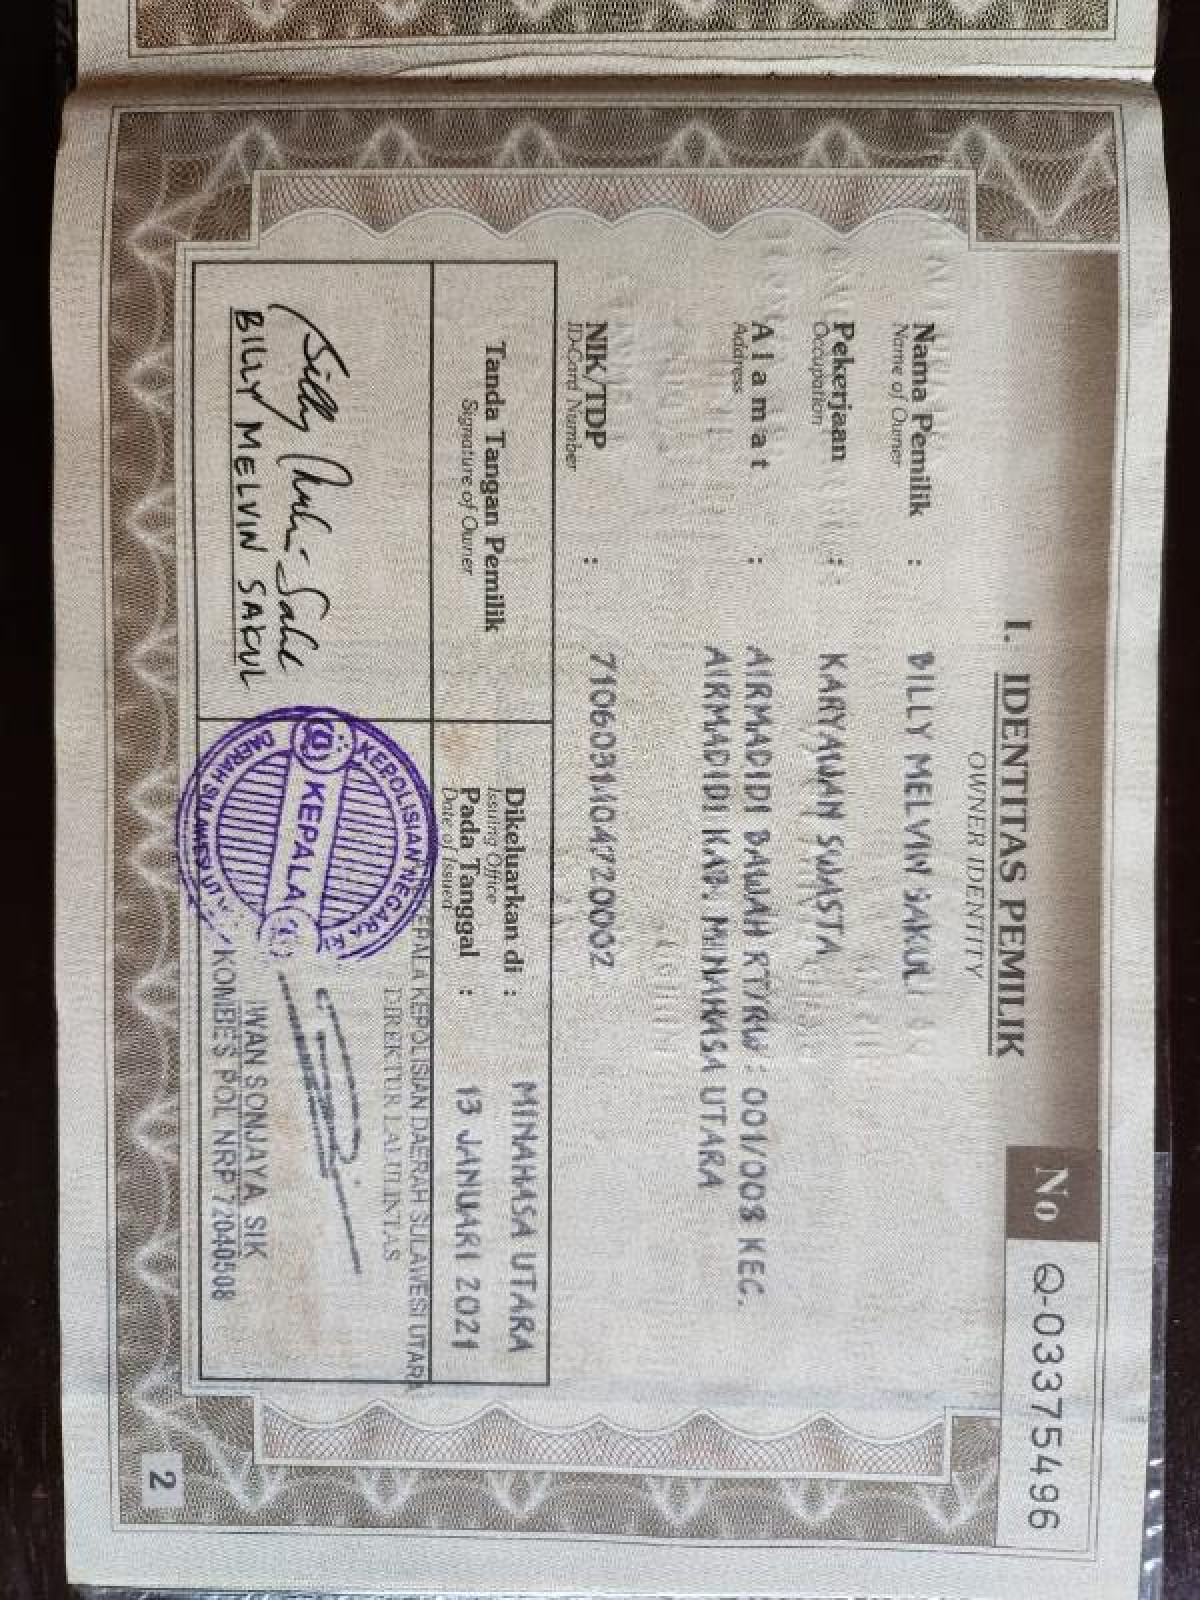 No Q-03375496
I. IDENTITAS PEMILIK
OWNER IDENTITY
Nama Pemilik : BILLY MELVIN SAKUL
Name of Owner
Pekerjaan : KARYAWAN SWASTA
Occupation
Alamat : AIRMADIDI BAWAH RT/RW : 001/008 KEC.
Address
AIRMADIDI KAB. MINAHASA UTARA
NIK/TDP : 7106031404720002
ID-Card Number
Tanda Tangan Pemilik
Signature of Owner
Dikeluarkan di : MINAHASA UTARA
Issuing Office
Pada Tanggal : 13 JANUARI 2021
Date of Issued
KEPALA KEPOLISIAN DAERAH SULAWESI UTARA
DIREKTUR LALULINTAS
KEPOLISIAN NEGARA
KEPALA
DAERAH SULAWESI UT
BILLY MELVIN SAKUL
IWAN SONJAYA SIK
KOMBES POL NRP 72040508
2